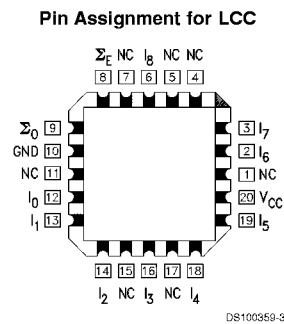 Pin Assignment for LCC
Σ_E NC I_8 NC NC
8 7 6 5 4
Σ_O 9
GND 10
NC 11
I_0 12
I_1 13
3 I_7
2 I_6
1 NC
20 V_CC
19 I_5
14 15 16 17 18
I_2 NC I_3 NC I_4
DS100359-3